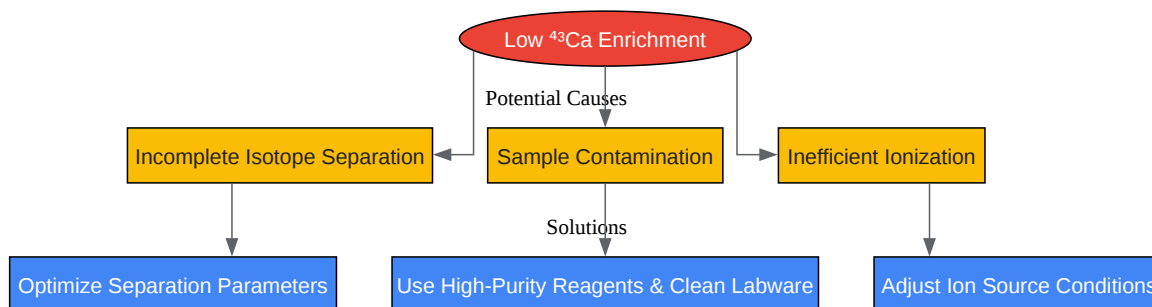 Low ⁴³Ca Enrichment
Potential Causes
Incomplete Isotope Separation
Sample Contamination
Inefficient Ionization
Solutions
Optimize Separation Parameters
Use High-Purity Reagents & Clean Labware
Adjust Ion Source Conditions